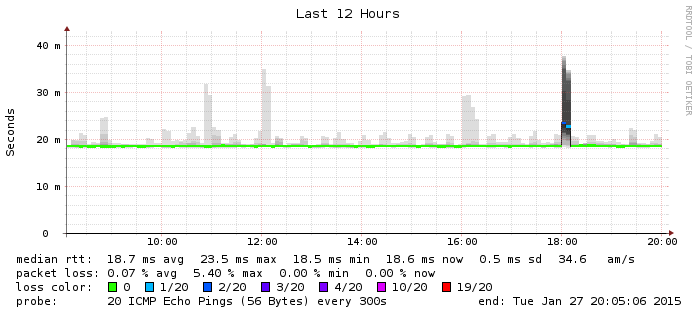 Last 12 Hours
RRDTOOL / TOBI OETIKER
Seconds
40 m
30 m
20 m
10 m
0
10:00 12:00 14:00 16:00 18:00 20:00
median rtt: 18.7 ms avg 23.5 ms max 18.5 ms min 18.6 ms now 0.5 ms sd 34.6 am/s
packet loss: 0.07 % avg 5.40 % max 0.00 % min 0.00 % now
loss color: 0 1/20 2/20 3/20 4/20 10/20 19/20
probe: 20 ICMP Echo Pings (56 Bytes) every 300s end: Tue Jan 27 20:05:06 2015